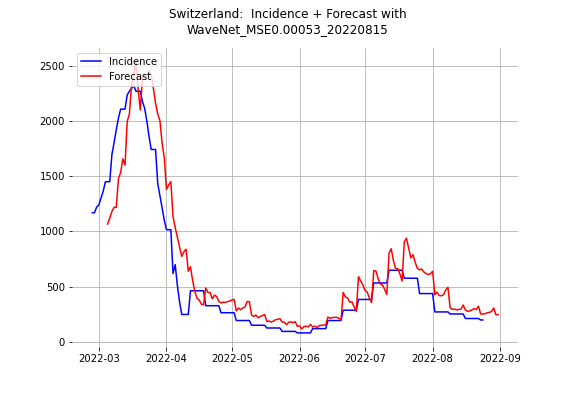 Switzerland:  Incidence + Forecast with
WaveNet_MSE0.00053_20220815
Incidence
Forecast
2500
2000
1500
1000
500
0
2022-03 2022-04 2022-05 2022-06 2022-07 2022-08 2022-09